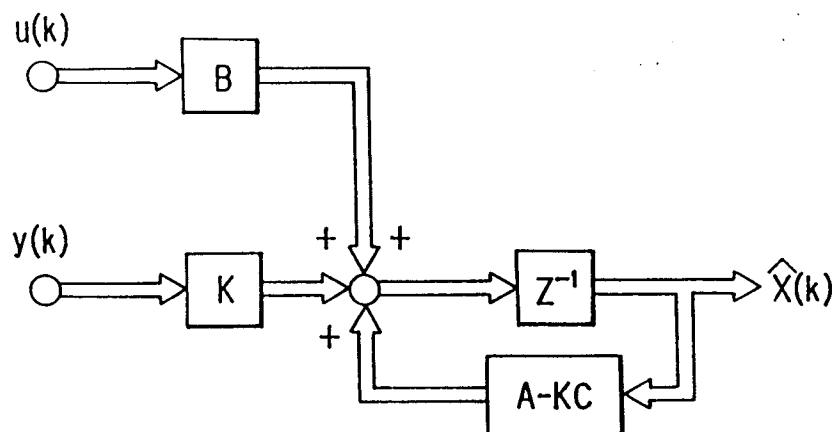 u(k)
B
y(k)
+ +
K
Z⁻¹
X̂(k)
+
A-KC